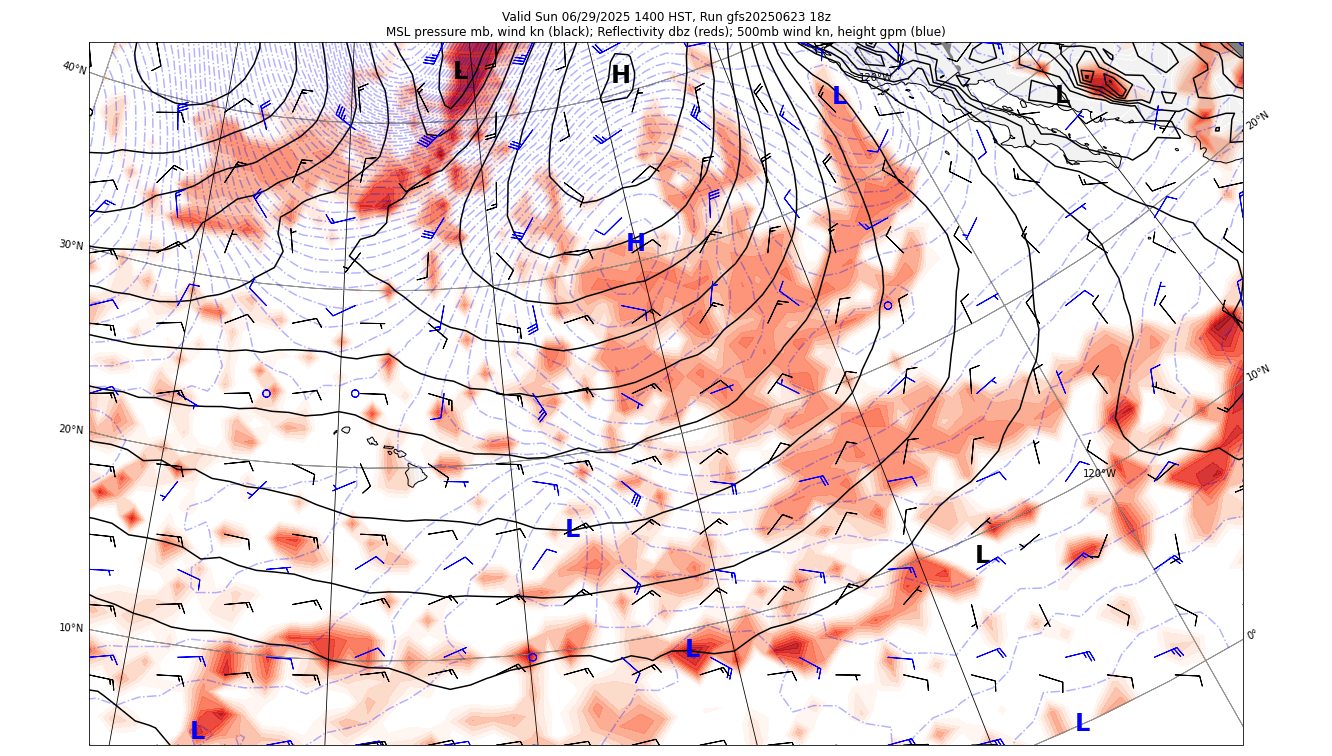 Valid Sun 06/29/2025 1400 HST, Run gfs20250623 18z
MSL pressure mb, wind kn (black); Reflectivity dbz (reds); 500mb wind kn, height gpm (blue)
40°N
L
H
L
120°W
L
20°N
30°N
H
10°N
20°N
120°W
L
L
10°N
0°
L
L
L